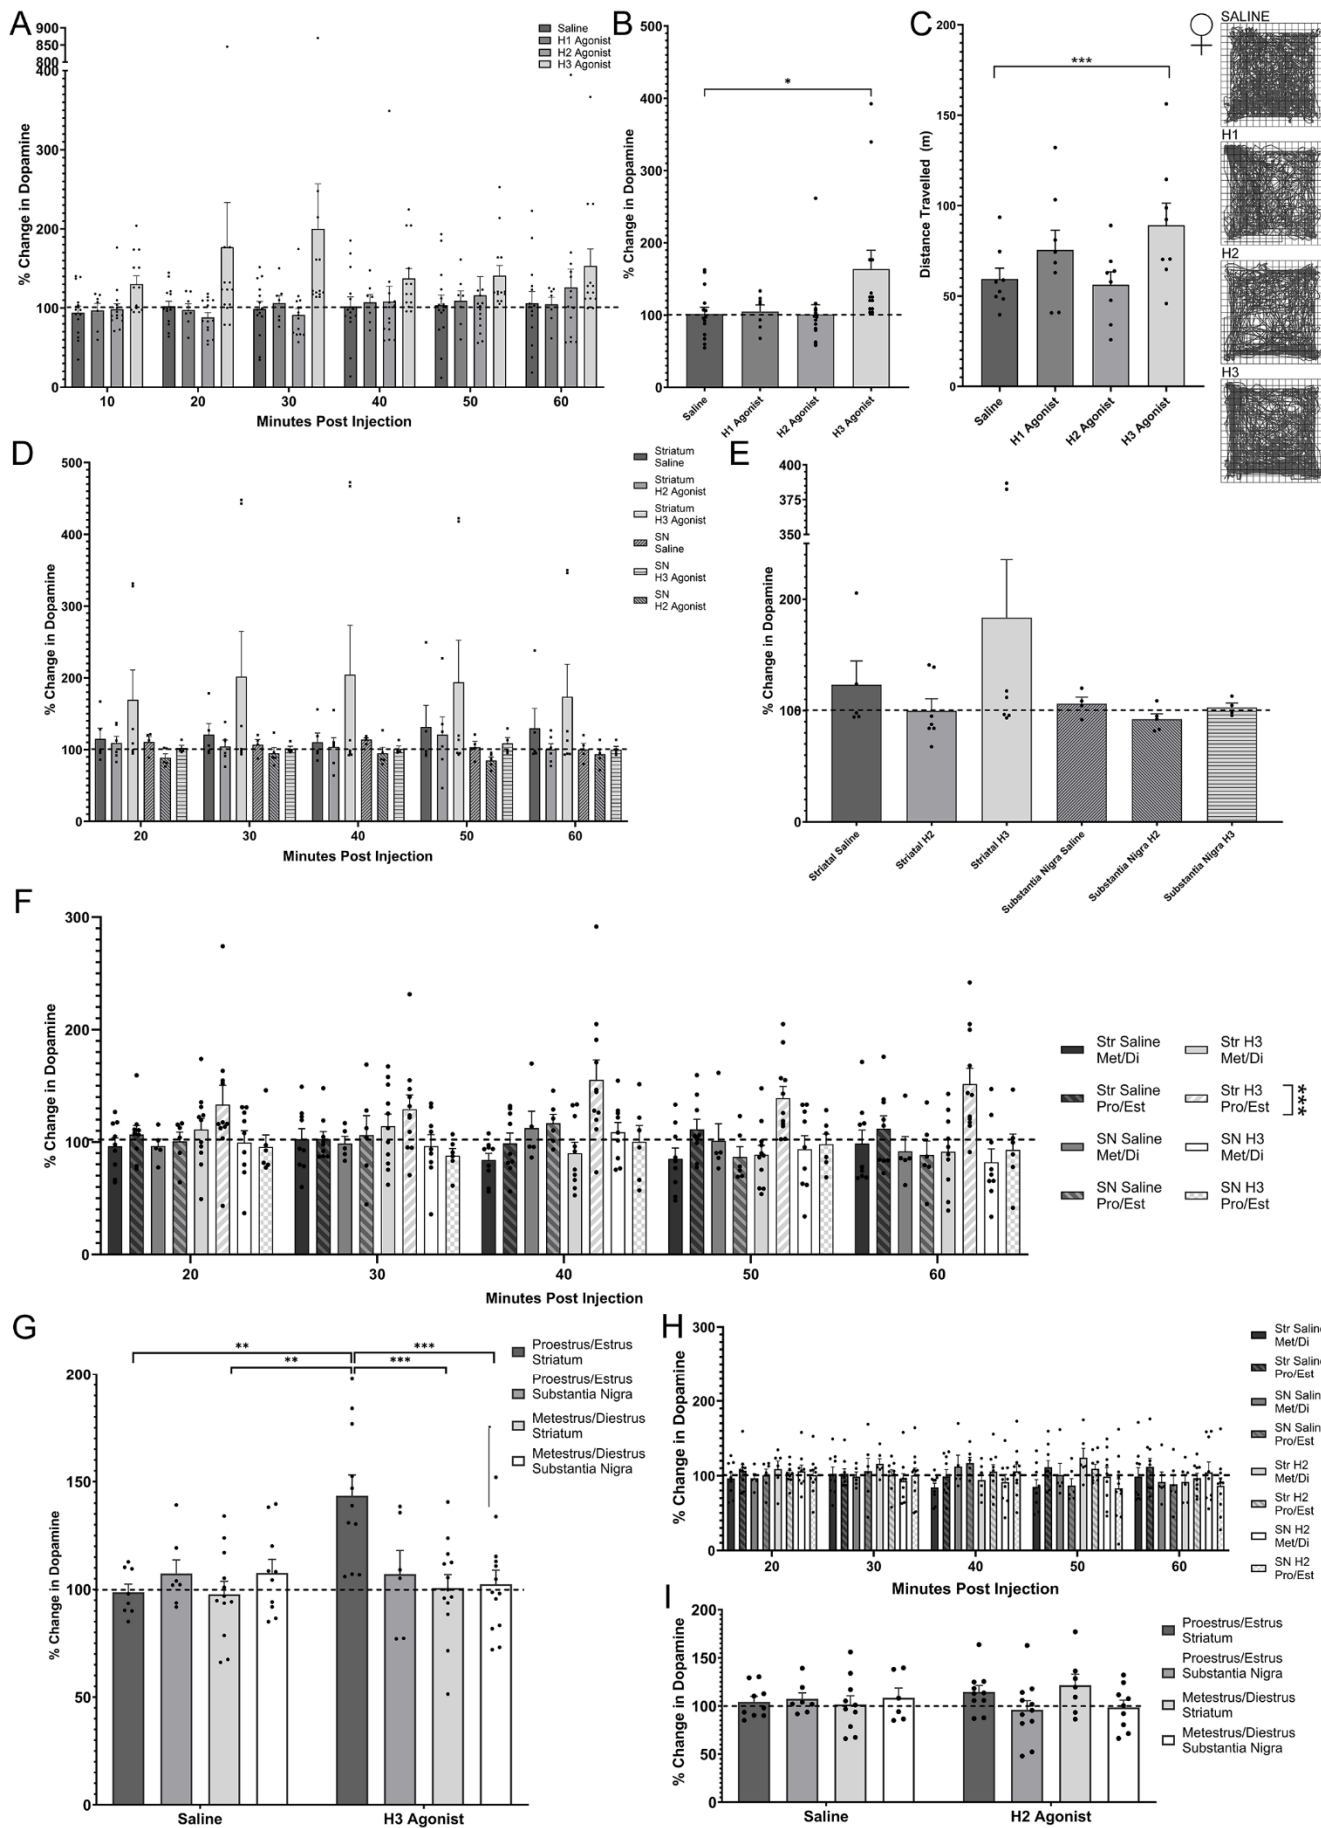 A
900
850
800
400
300
200
100
0
% Change in Dopamine
10
20
30
40
50
60
Minutes Post Injection
Saline
H1 Agonist
H2 Agonist
H3 Agonist
B
500
400
300
200
100
0
% Change in Dopamine
*
Saline
H1 Agonist
H2 Agonist
H3 Agonist
C
200
150
100
50
0
Distance Travelled (m)
***
Saline
H1 Agonist
H2 Agonist
H3 Agonist
SALINE
H1
H2
H3
D
500
400
300
200
100
0
% Change in Dopamine
20
30
40
50
60
Minutes Post Injection
Striatum
Saline
Striatum
H2 Agonist
Striatum
H3 Agonist
SN
Saline
SN
H3 Agonist
SN
H2 Agonist
E
400
375
350
200
100
0
% Change in Dopamine
Striatal Saline
Striatal H2
Striatal H3
Substantia Nigra Saline
Substantia Nigra H2
Substantia Nigra H3
F
300
200
100
0
% Change in Dopamine
20
30
40
50
60
Minutes Post Injection
Str Saline
Met/Di
Str H3
Met/Di
Str Saline
Pro/Est
Str H3
Pro/Est
***
SN Saline
Met/Di
SN H3
Met/Di
SN Saline
Pro/Est
SN H3
Pro/Est
G
200
150
100
50
0
% Change in Dopamine
**
***
**
***
Saline
H3 Agonist
Proestrus/Estrus
Striatum
Proestrus/Estrus
Substantia Nigra
Metestrus/Diestrus
Striatum
Metestrus/Diestrus
Substantia Nigra
H
300
200
100
0
% Change in Dopamine
20
30
40
50
60
Minutes Post Injection
Str Saline
Met/Di
Str Saline
Pro/Est
SN Saline
Met/Di
SN Saline
Pro/Est
Str H2
Met/Di
Str H2
Pro/Est
SN H2
Met/Di
SN H2
Pro/Est
I
200
150
100
50
0
% Change in Dopamine
Saline
H2 Agonist
Proestrus/Estrus
Striatum
Proestrus/Estrus
Substantia Nigra
Metestrus/Diestrus
Striatum
Metestrus/Diestrus
Substantia Nigra